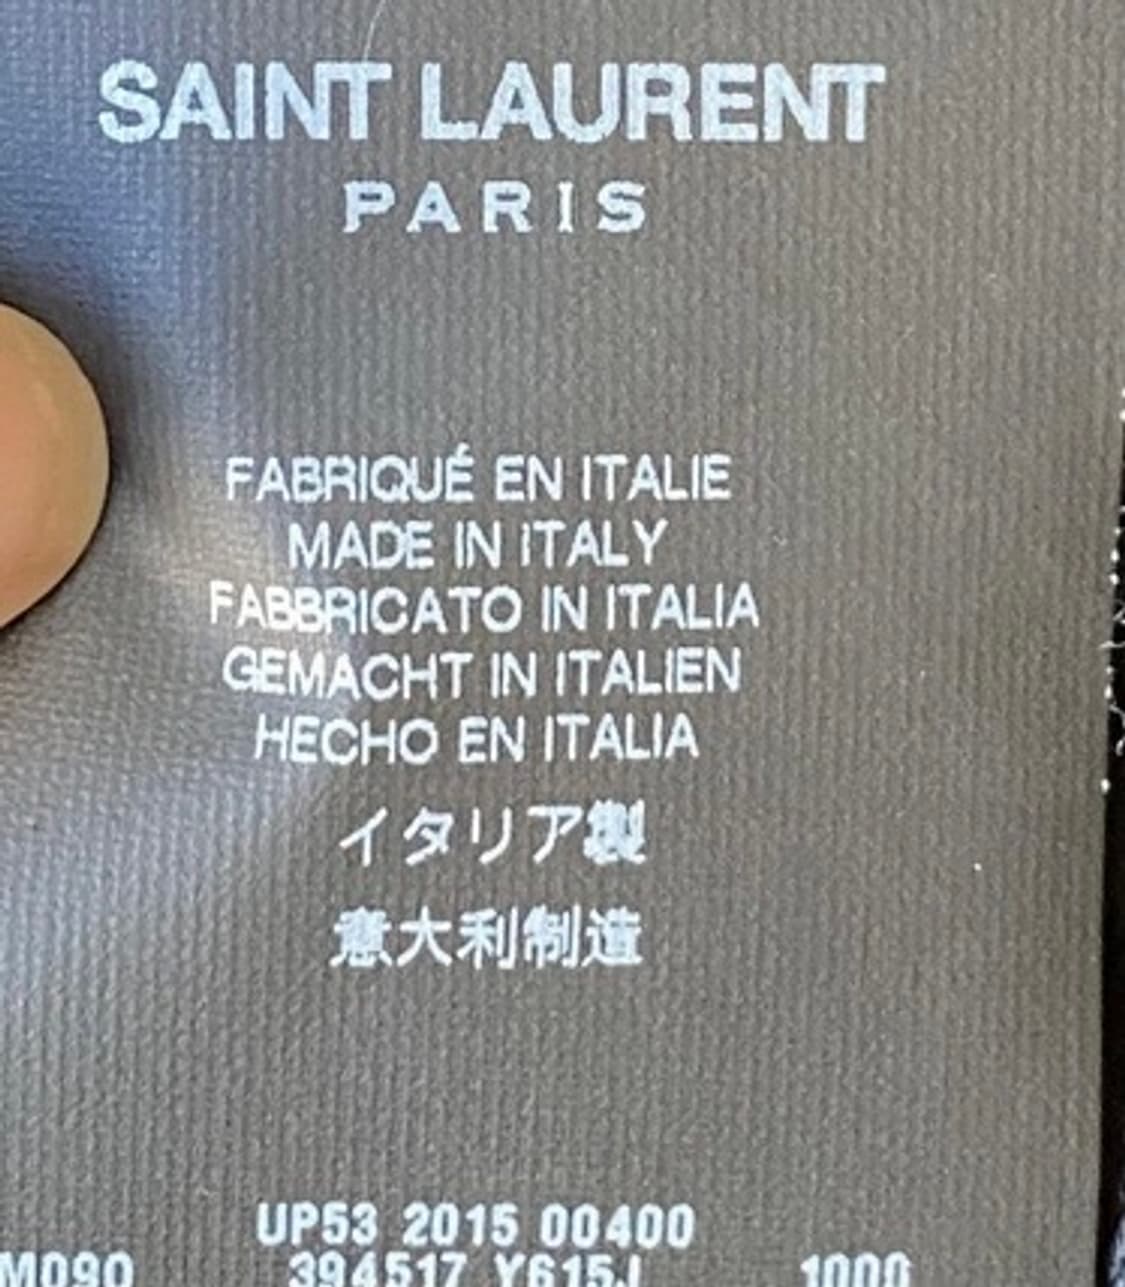 SAINT LAURENT
PARIS
FABRIQUÉ EN ITALIE
MADE IN ITALY
FABBRICATO IN ITALIA
GEMACHT IN ITALIEN
HECHO EN ITALIA
イタリア製
意大利制造
UP53 2015 00400
M090 394517 Y615J 1000